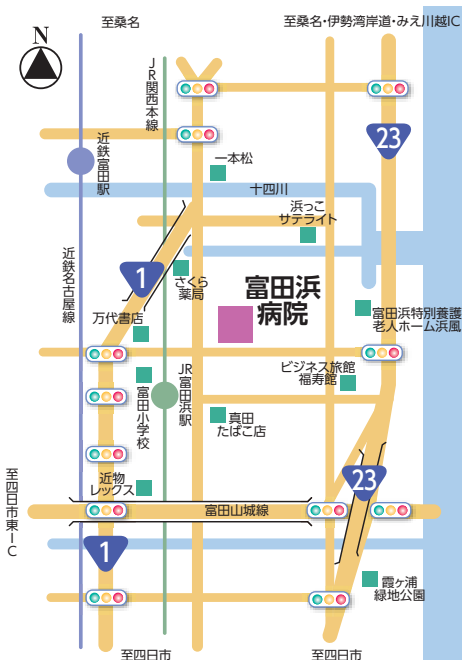 至桑名
至桑名・伊勢湾岸道・みえ川越IC
N
JR関西本線
23
近鉄富田駅
一本松
十四川
浜っこ
サテライト
近鉄名古屋線
1
さくら
薬局
富田浜
病院
万代書店
富田浜特別養護
老人ホーム浜風
富田小学校
JR富田浜駅
ビジネス旅館
福寿館
真田
たばこ店
至四日市東IC
近物
レックス
23
富田山城線
1
霞ヶ浦
緑地公園
至四日市
至四日市